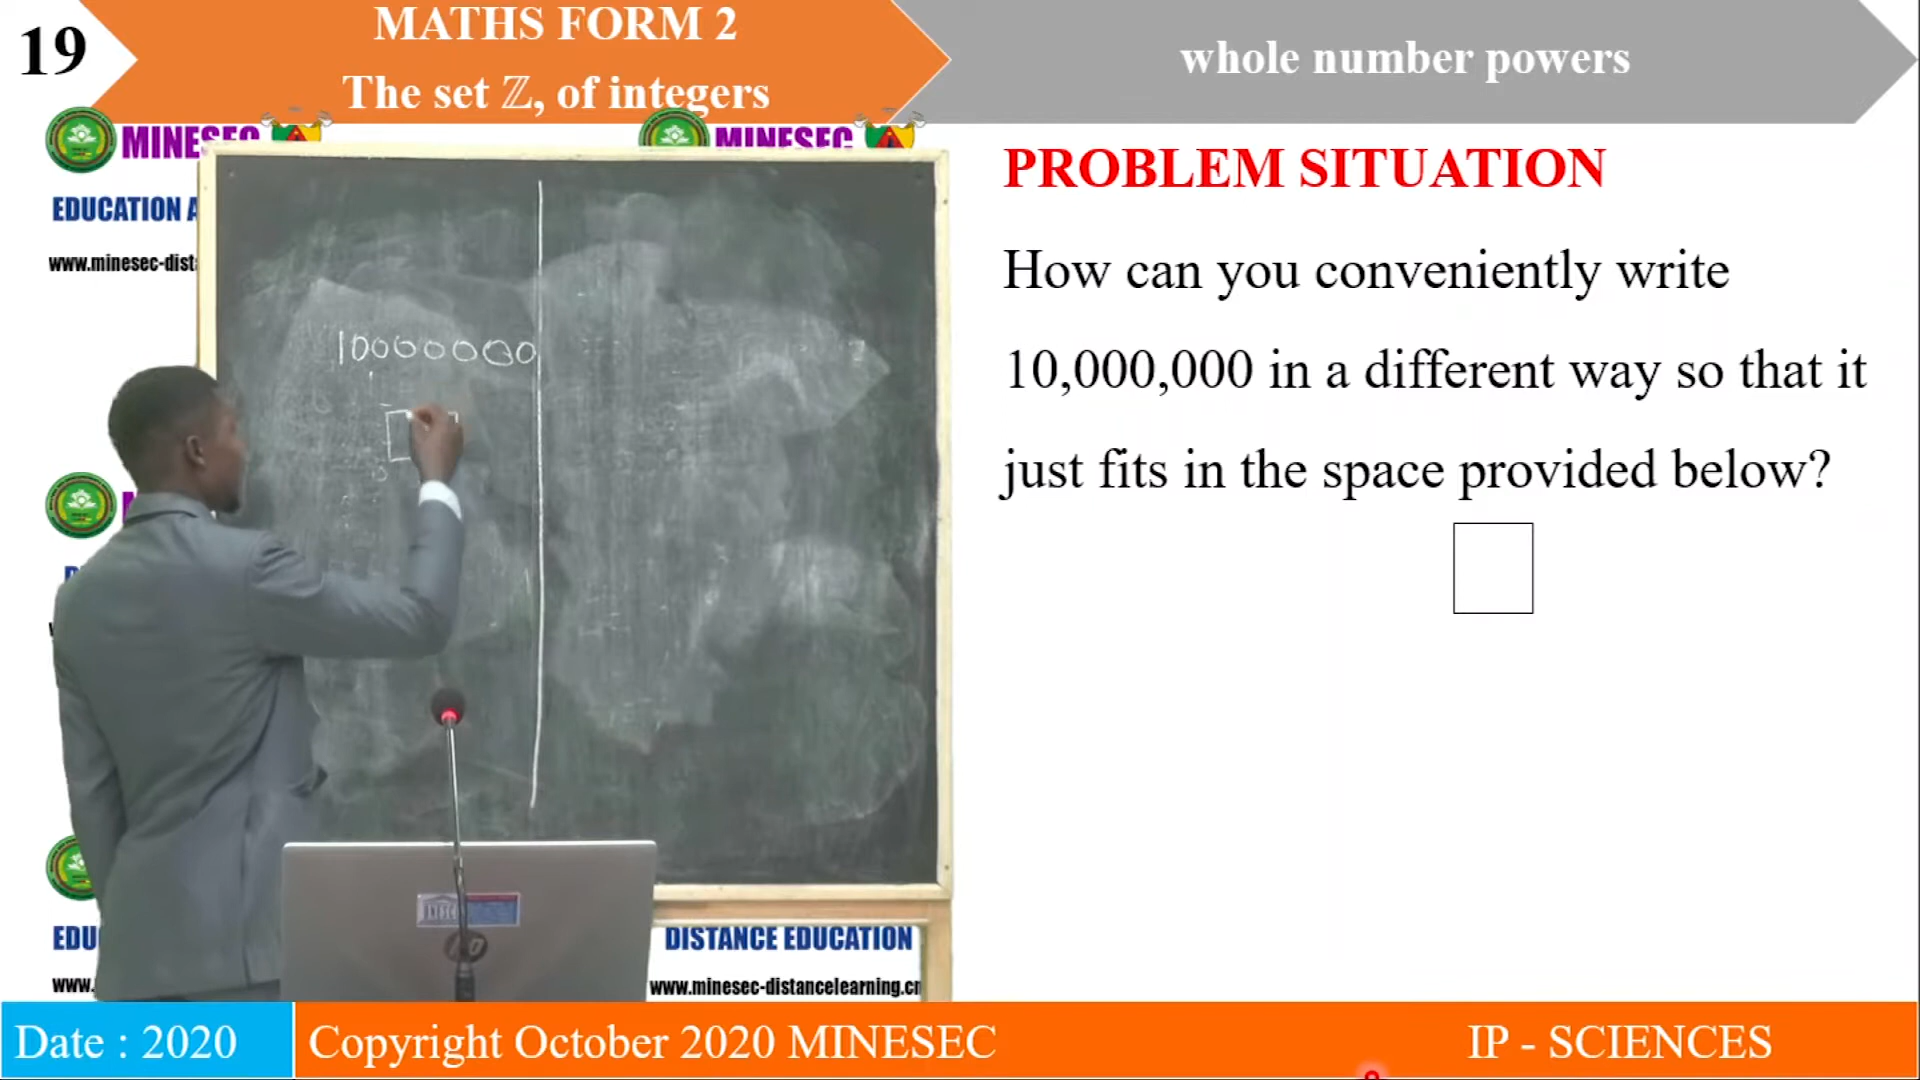 19
MATHS FORM 2
The set ℤ, of integers
whole number powers
MINESEC
MINESEC
EDUCATION
www.minesec-dist
PROBLEM SITUATION
How can you conveniently write
10,000,000 in a different way so that it
just fits in the space provided below?
10000000
EDU
DISTANCE EDUCATION
www.
www.minesec-distancelearning.cm
Date : 2020
Copyright October 2020 MINESEC
IP - SCIENCES